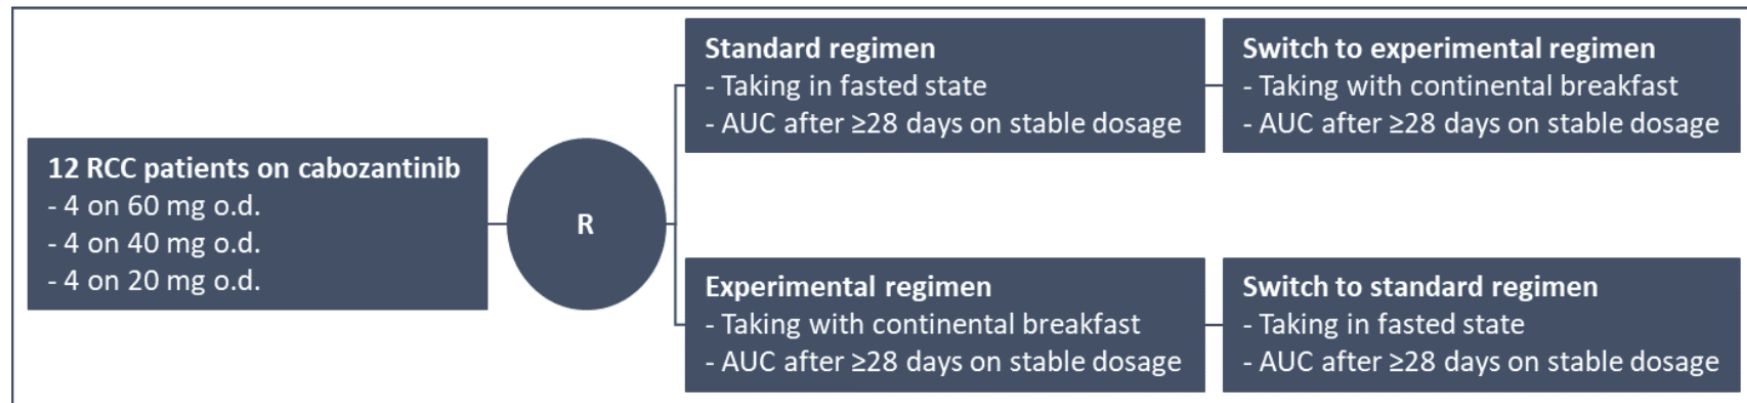 12 RCC patients on cabozantinib
- 4 on 60 mg o.d.
- 4 on 40 mg o.d.
- 4 on 20 mg o.d.
R
Standard regimen
- Taking in fasted state
- AUC after ≥28 days on stable dosage
Switch to experimental regimen
- Taking with continental breakfast
- AUC after ≥28 days on stable dosage
Experimental regimen
- Taking with continental breakfast
- AUC after ≥28 days on stable dosage
Switch to standard regimen
- Taking in fasted state
- AUC after ≥28 days on stable dosage